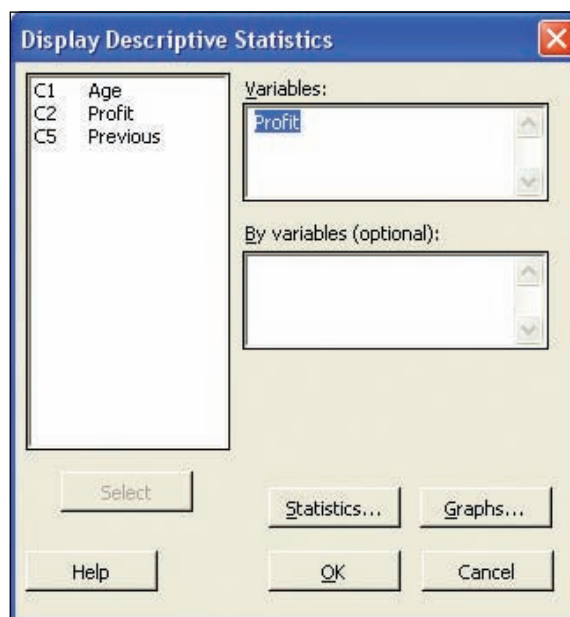 Display Descriptive Statistics
C1 Age
C2 Profit
C5 Previous
Variables:
Profit
By variables (optional):
Select
Statistics...
Graphs...
Help
OK
Cancel